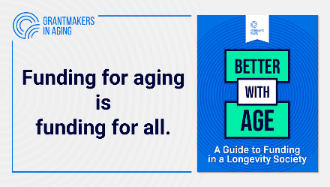 GRANTMAKERS
IN AGING
Funding for aging
is
funding for all.
BETTER
WITH
AGE
A Guide to Funding
in a Longevity Society